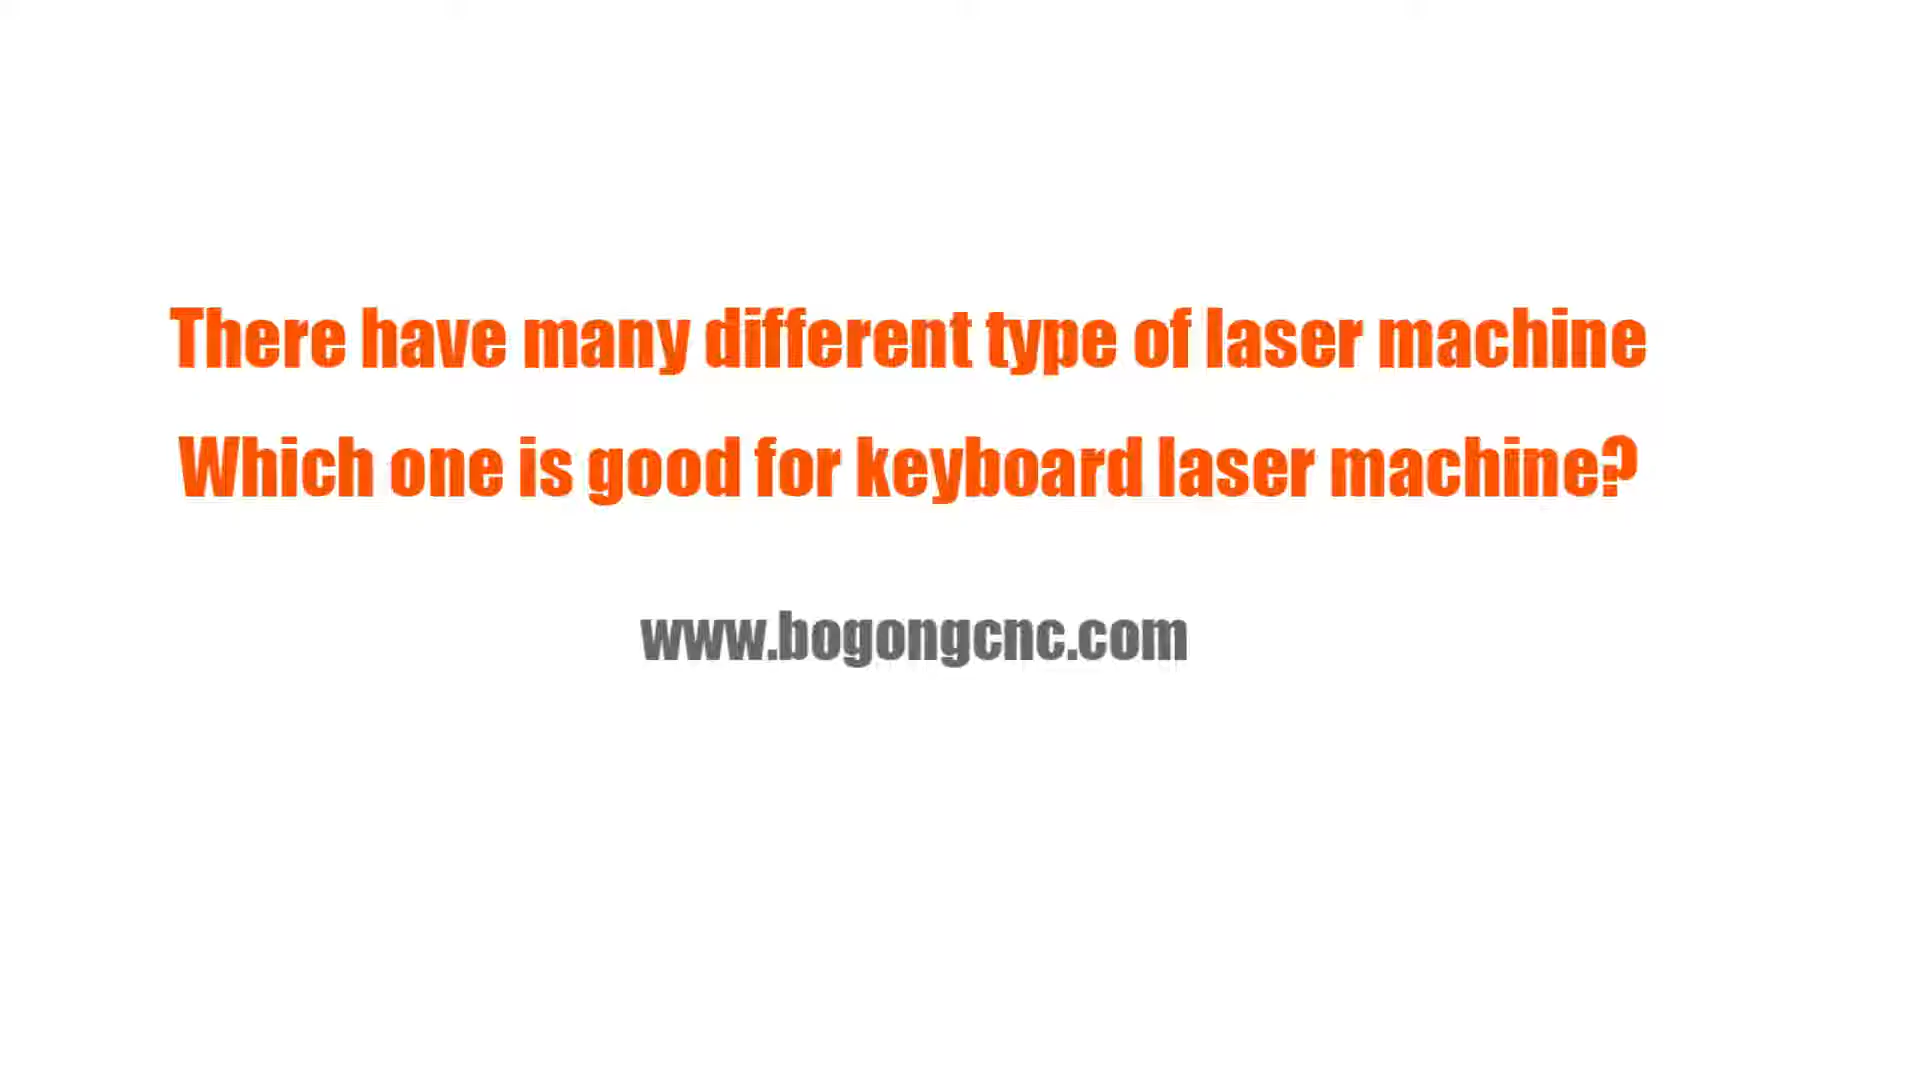 There have many different type of laser machine
Which one is good for keyboard laser machine?
www.bogongcnc.com